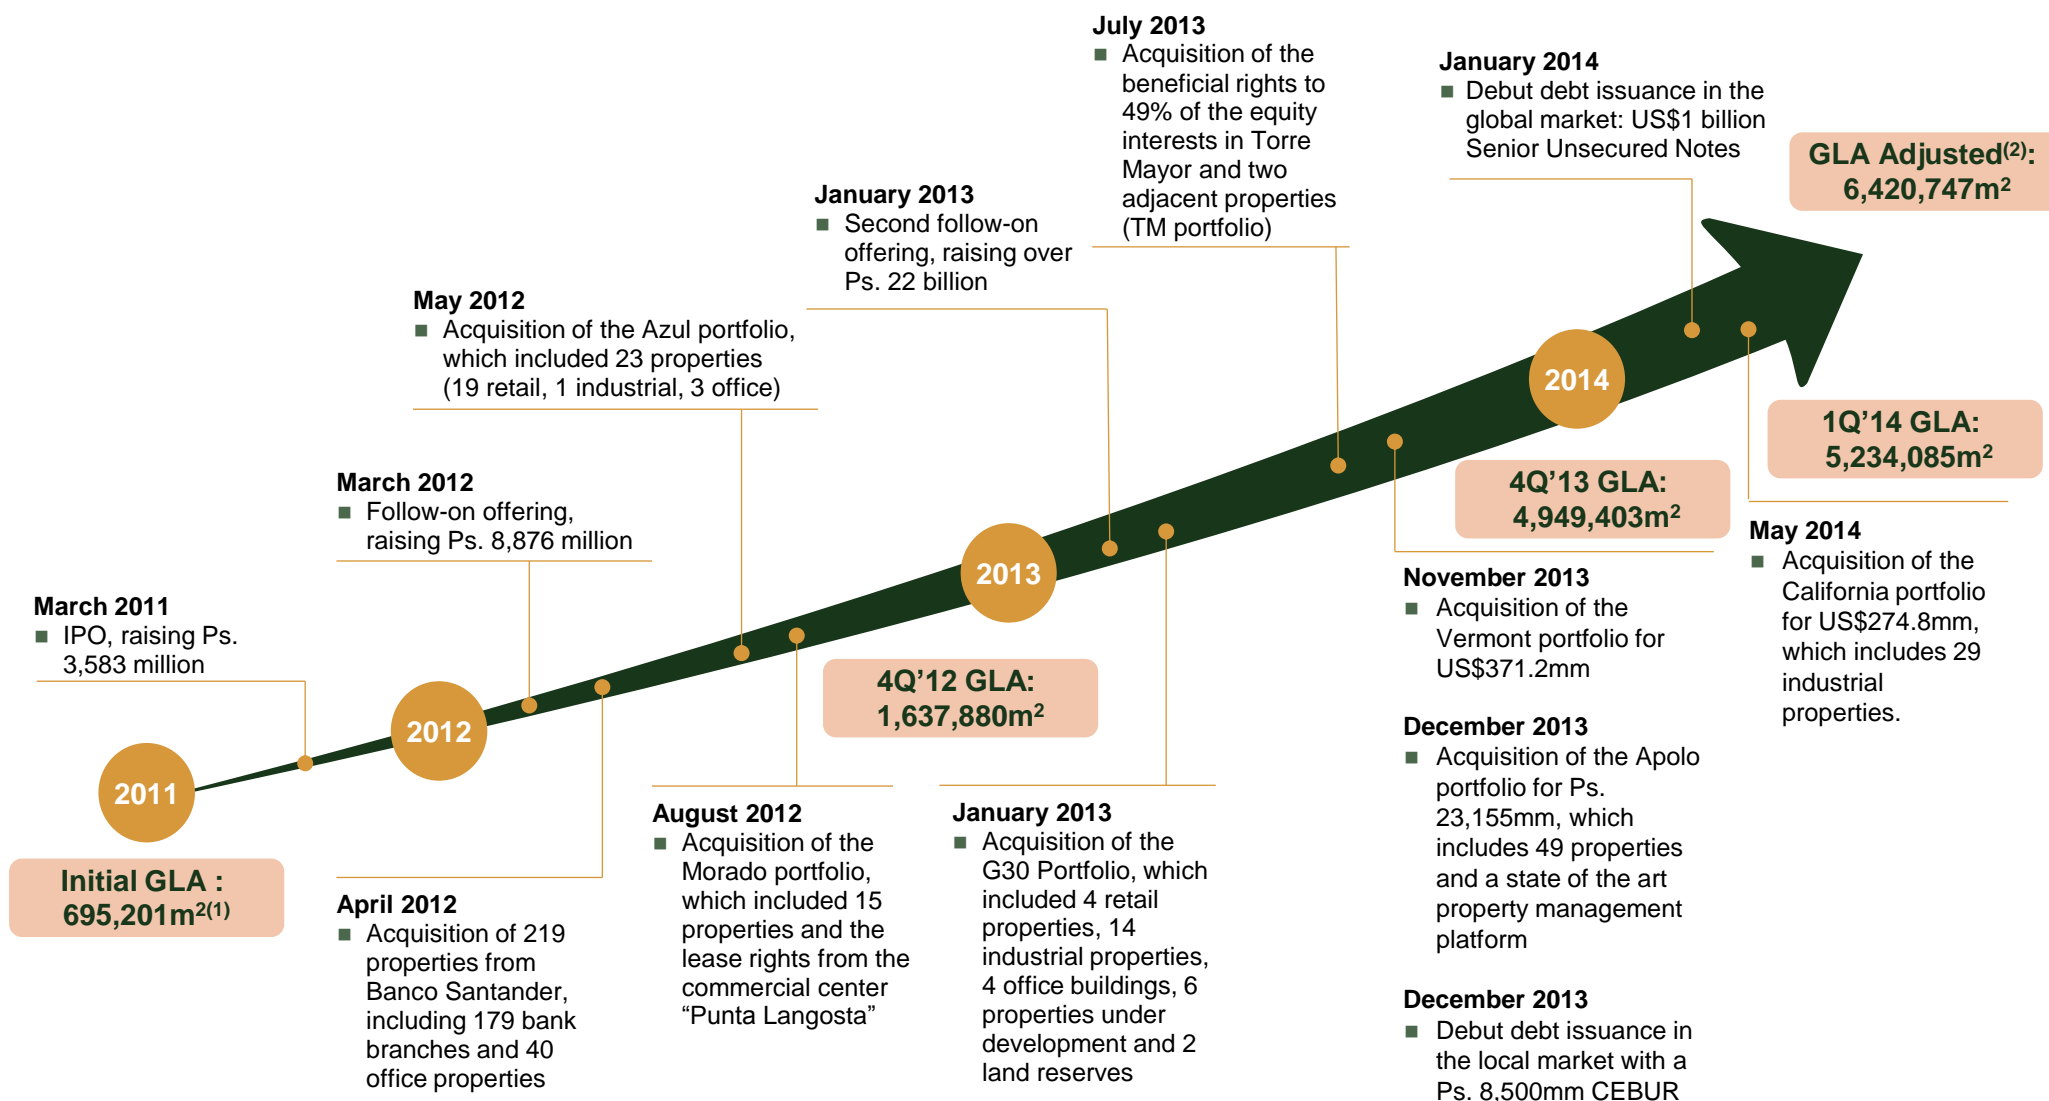 July 2013
■ Acquisition of the
beneficial rights to
49% of the equity
interests in Torre
Mayor and two
adjacent properties
(TM portfolio)
January 2014
■ Debut debt issuance in the
global market: US$1 billion
Senior Unsecured Notes
GLA Adjusted(2):
6,420,747m2
January 2013
■ Second follow-on
offering, raising over
Ps. 22 billion
May 2012
■ Acquisition of the Azul portfolio,
which included 23 properties
(19 retail, 1 industrial, 3 office)
March 2012
■ Follow-on offering,
raising Ps. 8,876 million
March 2011
■ IPO, raising Ps.
3,583 million
2011
2012
2013
2014
Initial GLA :
695,201m2(1)
4Q’12 GLA:
1,637,880m2
4Q’13 GLA:
4,949,403m2
1Q’14 GLA:
5,234,085m2
April 2012
■ Acquisition of 219
properties from
Banco Santander,
including 179 bank
branches and 40
office properties
August 2012
■ Acquisition of the
Morado portfolio,
which included 15
properties and the
lease rights from the
commercial center
“Punta Langosta”
January 2013
■ Acquisition of the
G30 Portfolio, which
included 4 retail
properties, 14
industrial properties,
4 office buildings, 6
properties under
development and 2
land reserves
November 2013
■ Acquisition of the
Vermont portfolio for
US$371.2mm
December 2013
■ Acquisition of the Apolo
portfolio for Ps.
23,155mm, which
includes 49 properties
and a state of the art
property management
platform
December 2013
■ Debut debt issuance in
the local market with a
Ps. 8,500mm CEBUR
May 2014
■ Acquisition of the
California portfolio
for US$274.8mm,
which includes 29
industrial
properties.